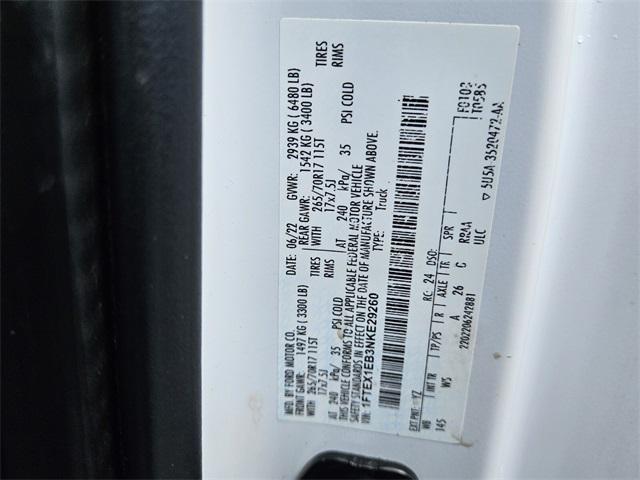 MFD. BY FORD MOTOR CO.
DATE: 06/22 GVWR: 2939 KG ( 6480 LB)
FRONT GAWR: 1497 KG ( 3300 LB) REAR GAWR: 1542 KG ( 3400 LB)
265/70R17 115T TIRES WITH 265/70R17 115T TIRES
17x7.5J RIMS 17x7.5J RIMS
AT 240 kPa/ 35 PSI COLD AT 240 kPa/ 35 PSI COLD
THIS VEHICLE CONFORMS TO ALL APPLICABLE FEDERAL MOTOR VEHICLE
SAFETY STANDARDS IN EFFECT ON THE DATE OF MANUFACTURE SHOWN ABOVE.
VIN: 1FTEX1EB3NKE29260 TYPE: Truck
F0102
T0585
EXT PNT: YZ RC: 24 DSO:
WB INT TR TP/PS R AXLE TR SPR
145 WS A 26 C R2AA
2202206242881 ULC ▽ 5U5A-3520472-AA